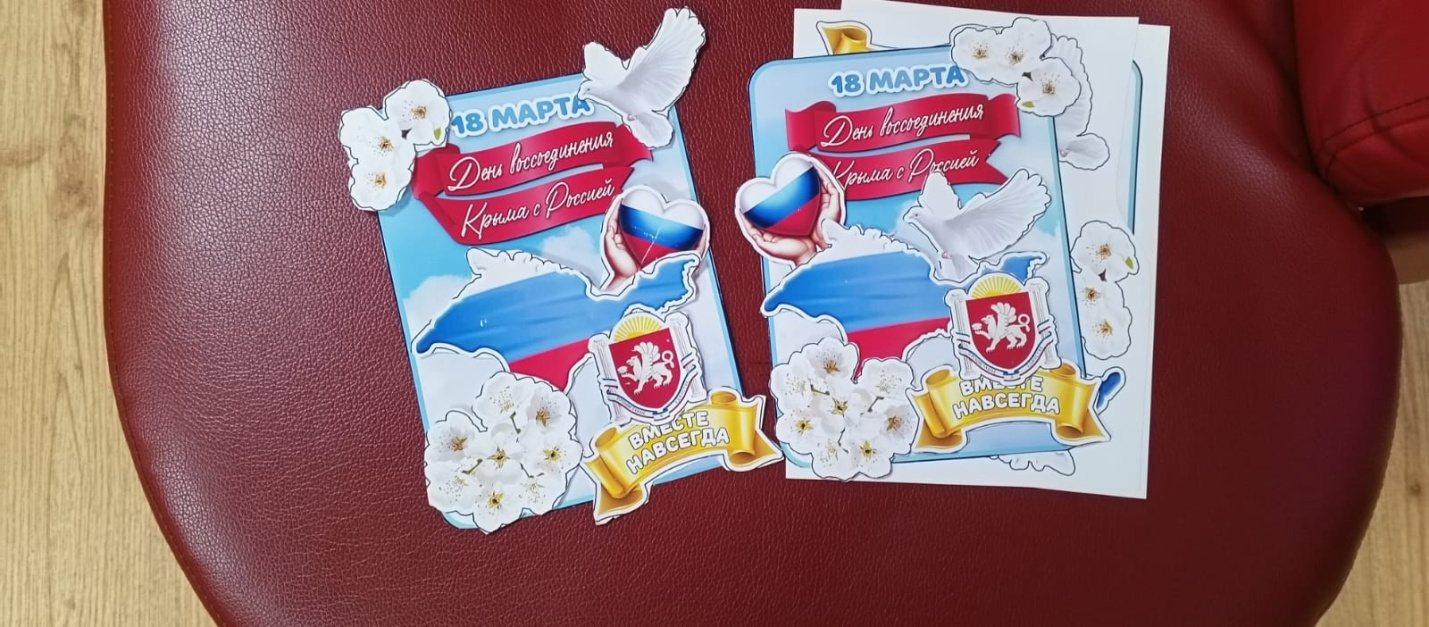 18 МАРТА
День воссоединения
Крыма с Россией
ВМЕСТЕ
НАВСЕГДА
18 МАРТА
День воссоединения
Крыма с Россией
ВМЕСТЕ
НАВСЕГДА